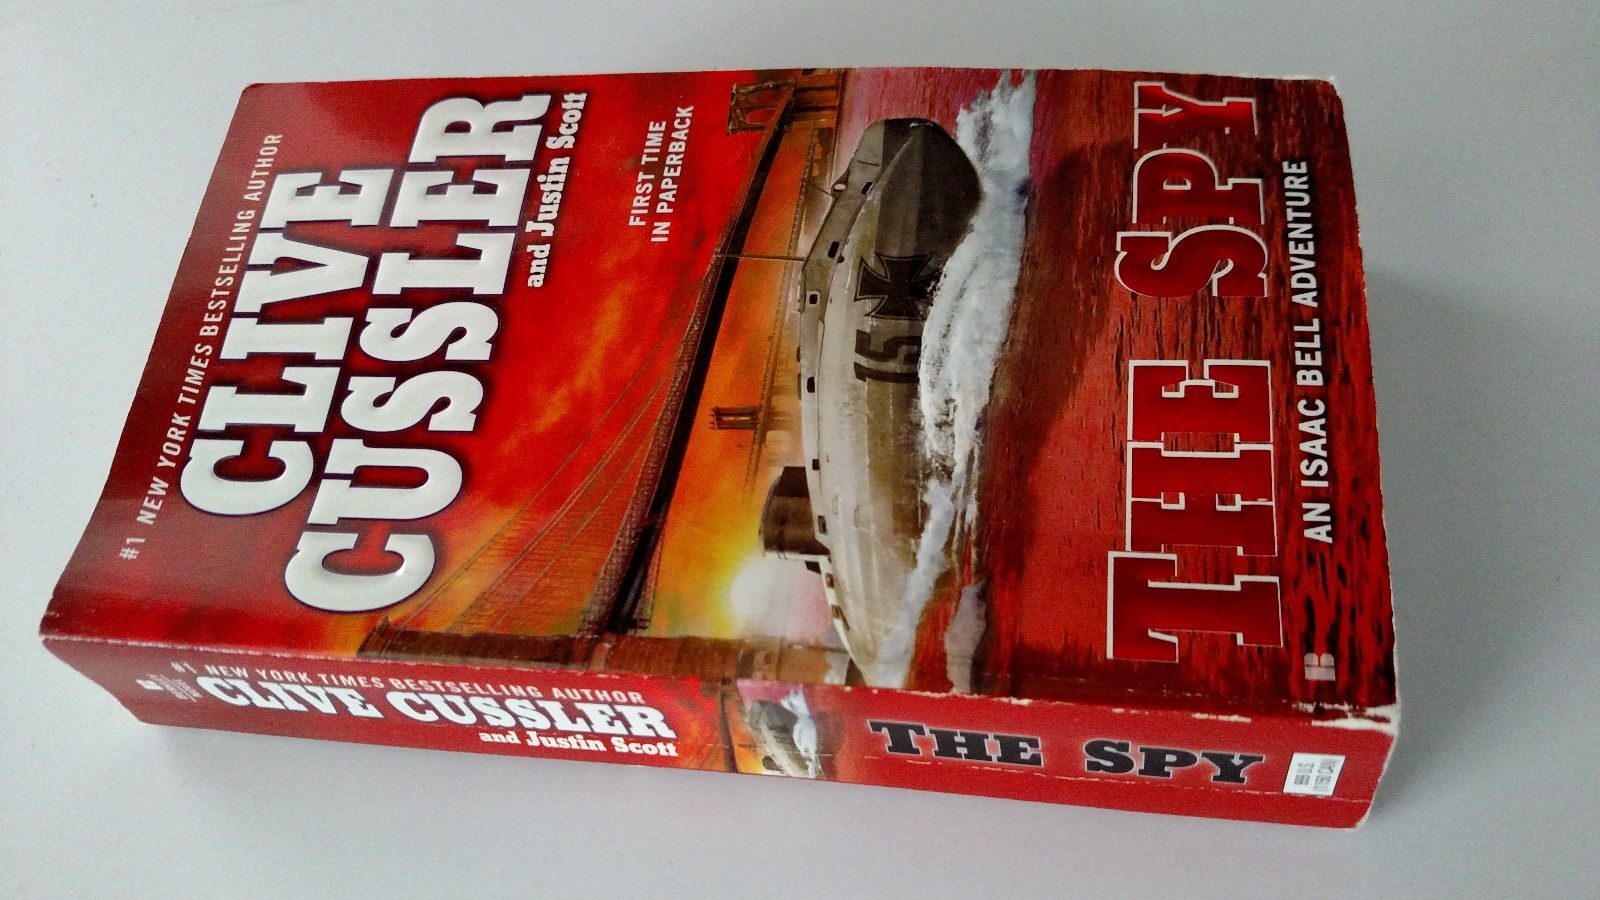 #1 NEW YORK TIMES BESTSELLING AUTHOR
CLIVE
CUSSLER
and Justin Scott
FIRST TIME
IN PAPERBACK
15
THE SPY
AN ISAAC BELL ADVENTURE
B
#1 NEW YORK TIMES BESTSELLING AUTHOR
CLIVE CUSSLER
and Justin Scott
THE SPY